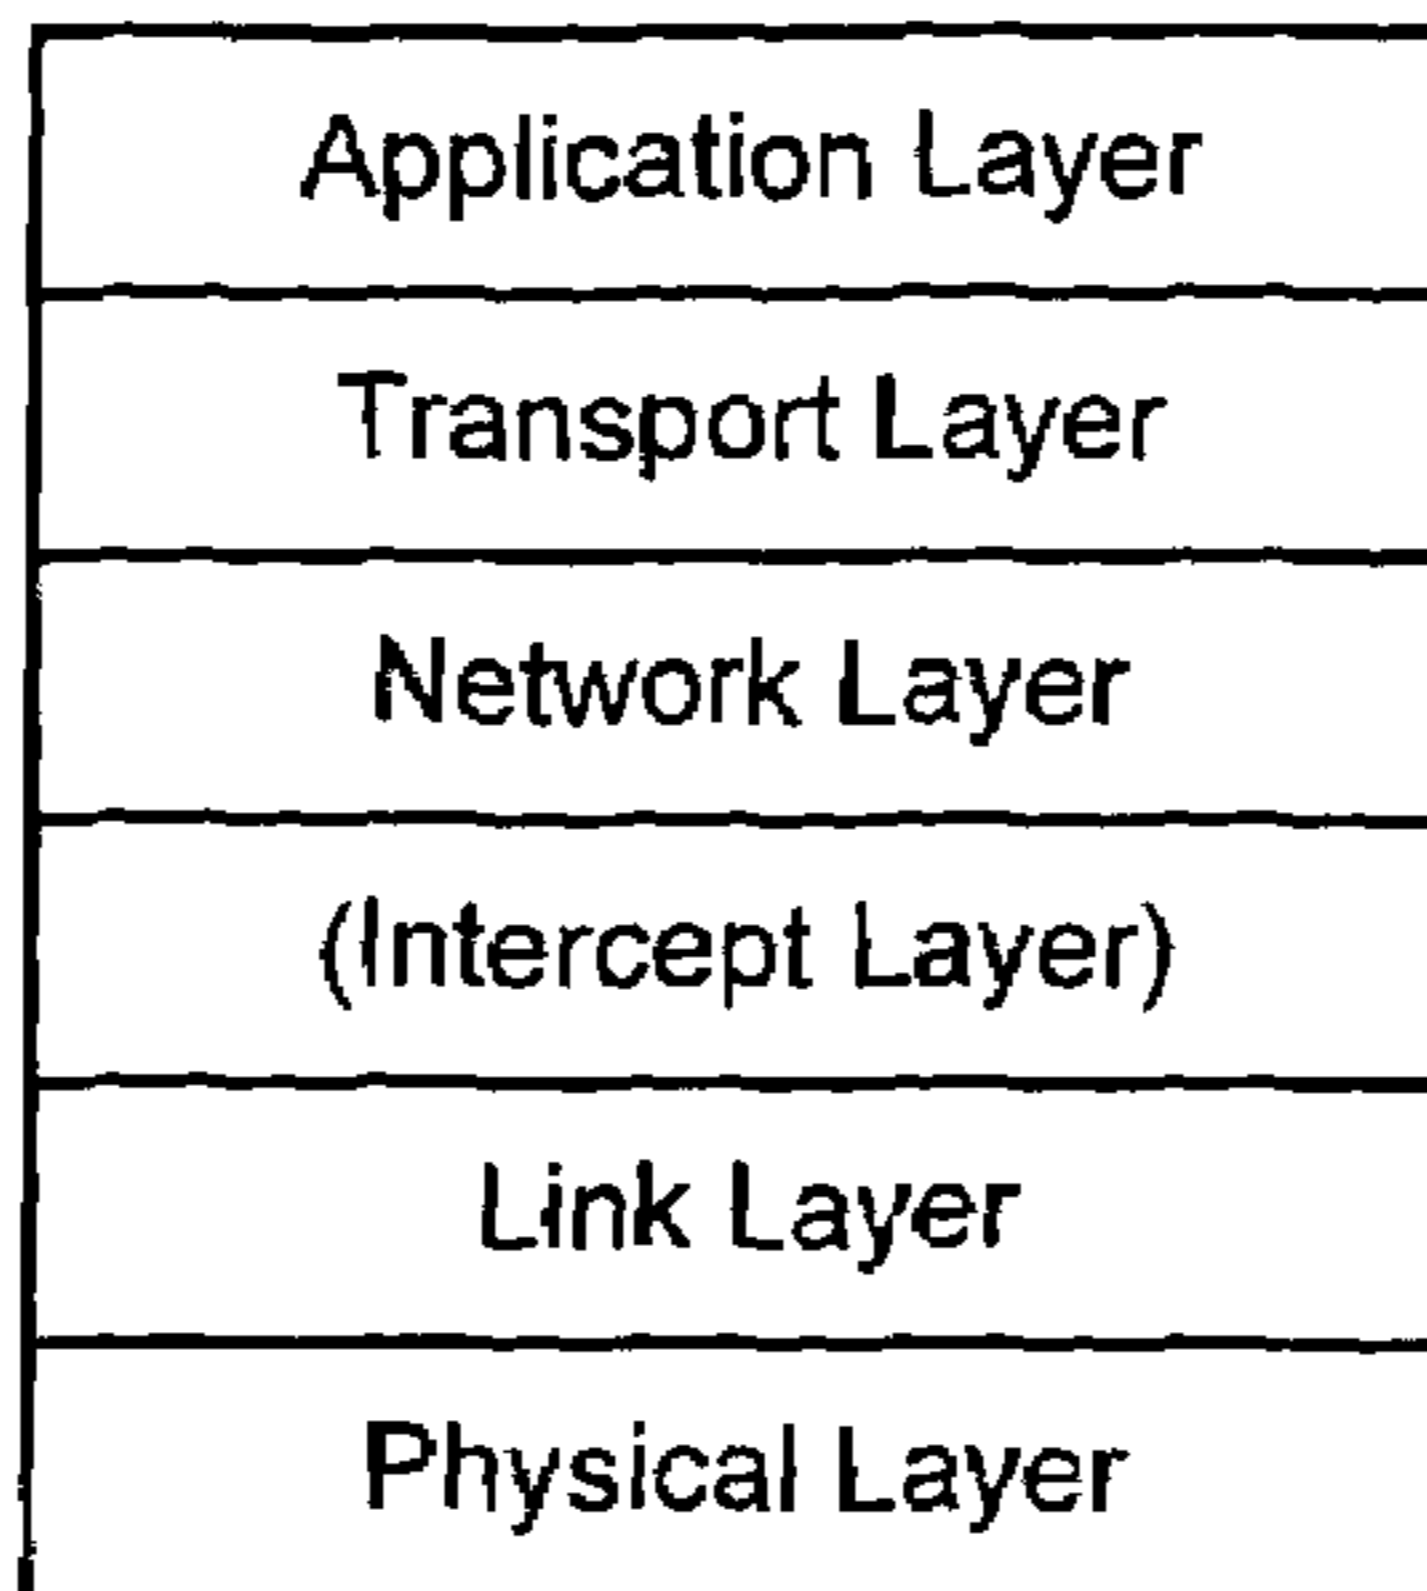 Application Layer
Transport Layer
Network Layer
(Intercept Layer)
Link Layer
Physical Layer